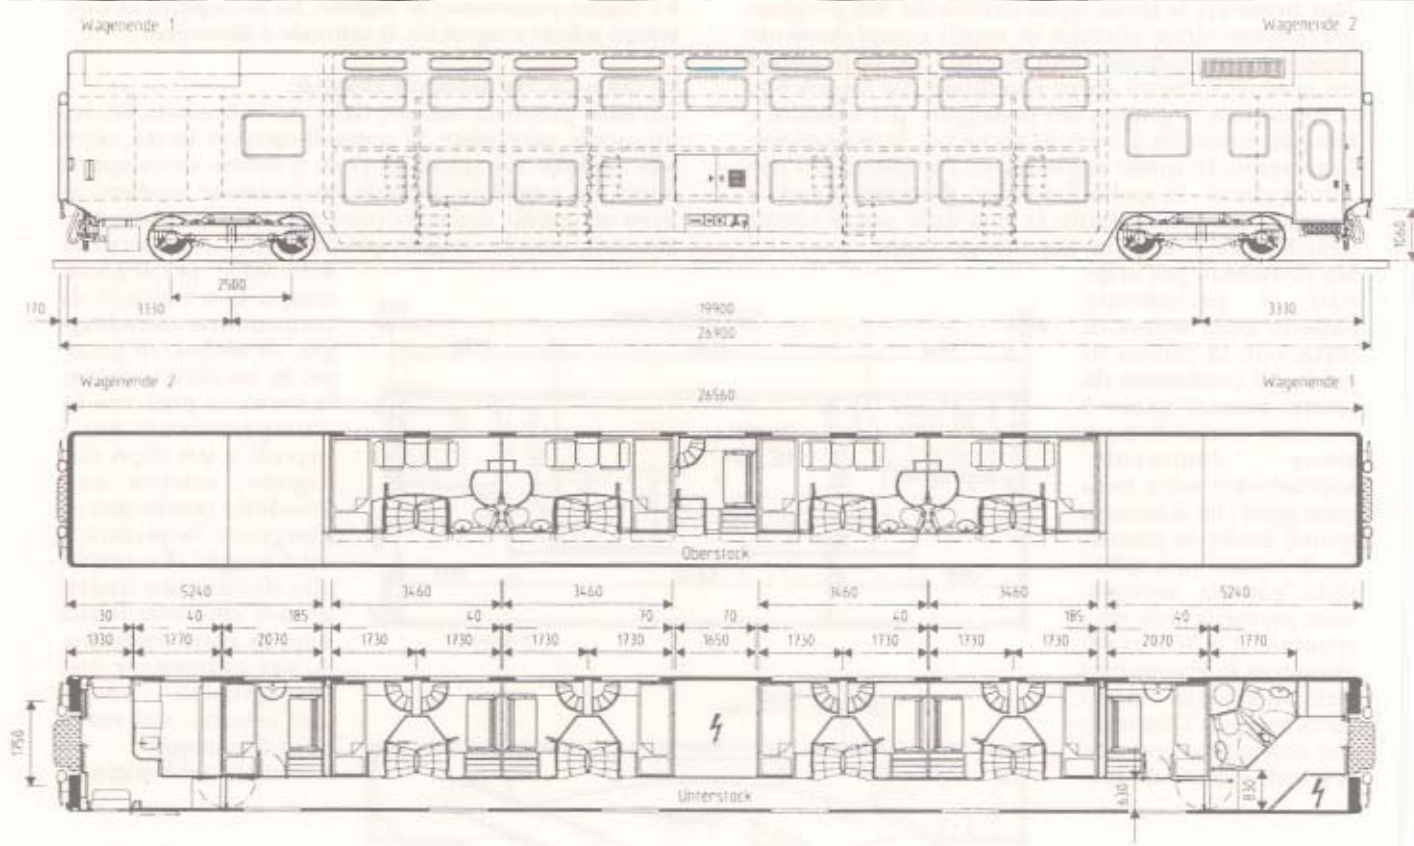 Wagenende 1 Wagenende 2
1060
2500
170 3330 19900 3330
26900
Wagenende 2 Wagenende 1
26560
Oberstock
5240 3460 3460 3460 3460 5240
30 40 185 40 70 70 40 185 40
1330 1770 2070 1730 1730 1730 1730 1650 1730 1730 1730 1730 2070 1770
1750
630
830
Unterstock